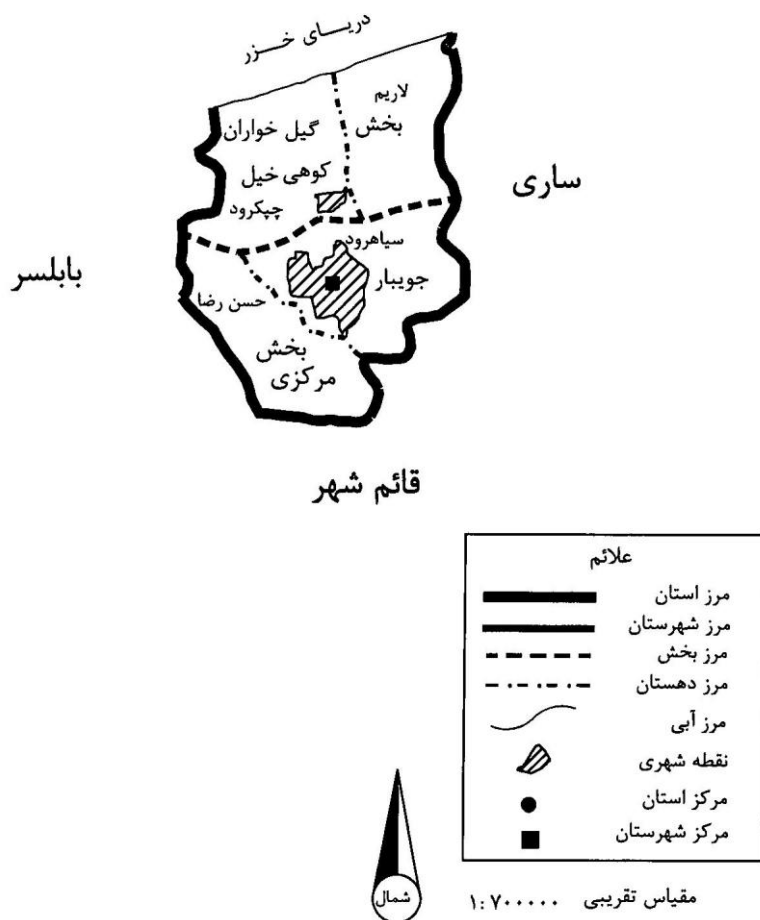 دریـــای خــزر
لاریم
بخش
گیل خواران
کوهی خیل
چپکرود
ساری
سیاهرود
جویبار
بابلسر
حسن رضا
بخش
مرکزی
قائم شهر
علائم
مرز استان
مرز شهرستان
مرز بخش
مرز دهستان
مرز آبی
نقطه شهری
مرکز استان
مرکز شهرستان
شمال
مقیاس تقریبی ۱:۷۰۰۰۰۰